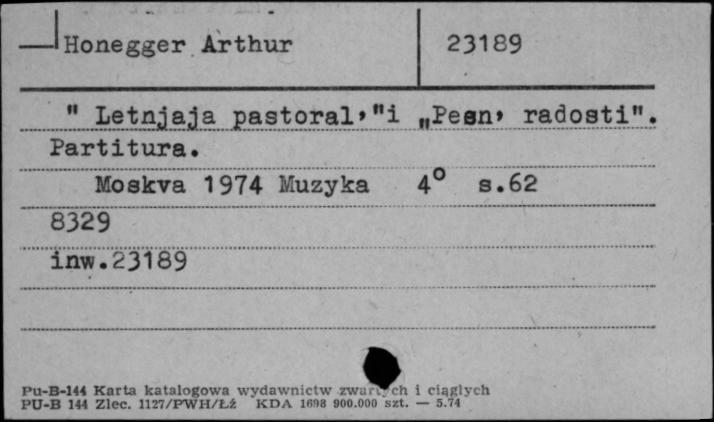 Honegger Arthur 23189
" Letnjaja pastoral,"i „Pesn, radosti".
Partitura.
Moskva 1974 Muzyka 4° s.62
8329
inw.23189
Pu-B-144 Karta katalogowa wydawnictw zwartych i ciągłych
PU-B 144 Zlec. 1127/PWH/Łź KDA 1698 900.000 szt. — 5.74